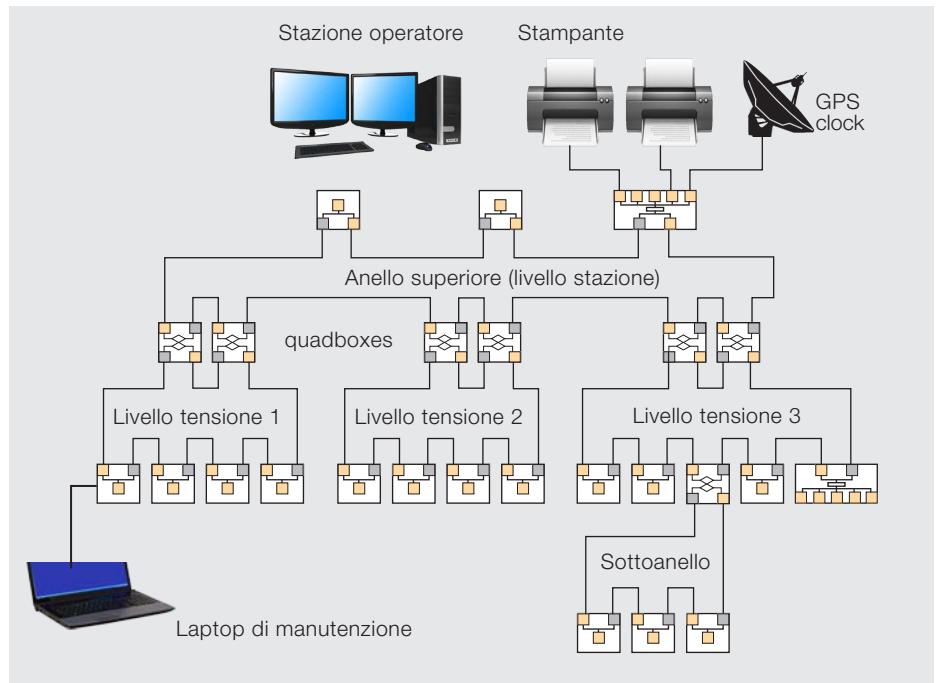 Stazione operatore
Stampante
GPS
clock
Anello superiore (livello stazione)
quadboxes
Livello tensione 1
Livello tensione 2
Livello tensione 3
Sottoanello
Laptop di manutenzione